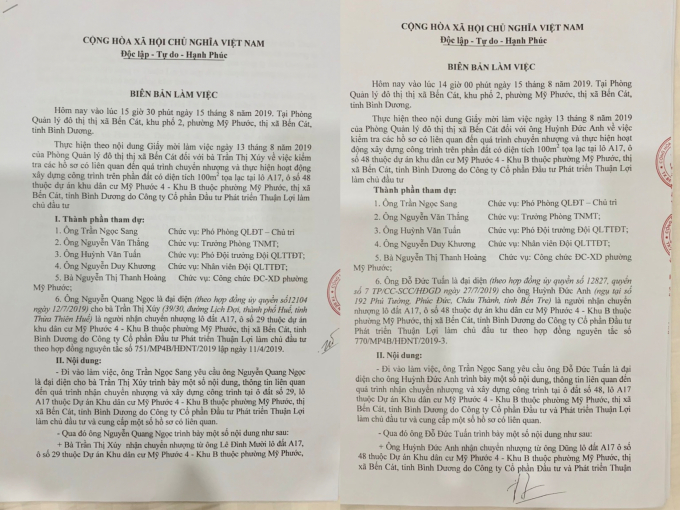 CỘNG HÒA XÃ HỘI CHỦ NGHĨA VIỆT NAM
Độc lập - Tự do - Hạnh Phúc
BIÊN BẢN LÀM VIỆC
Hôm nay vào lúc 15 giờ 30 phút ngày 15 tháng 8 năm 2019. Tại Phòng
Quản lý đô thị thị xã Bến Cát, khu phố 2, phường Mỹ Phước, thị xã Bến Cát,
tỉnh Bình Dương.
Thực hiện theo nội dung Giấy mời làm việc ngày 13 tháng 8 năm 2019
của Phòng Quản lý đô thị thị xã Bến Cát đối với bà Trần Thị Xúy về việc kiểm
tra các hồ sơ có liên quan đến quá trình chuyển nhượng và thực hiện hoạt động
xây dựng công trình trên phần đất có diện tích 100m² tọa lạc tại lô A17, ô số 29
thuộc dự án khu dân cư Mỹ Phước 4 - Khu B thuộc phường Mỹ Phước, thị xã
Bến Cát, tỉnh Bình Dương do Công ty Cổ phần Đầu tư Phát triển Thuận Lợi làm
chủ đầu tư
I. Thành phần tham dự:
1. Ông Trần Ngọc Sang Chức vụ: Phó Phòng QLĐT – Chủ trì
2. Ông Nguyễn Văn Thắng Chức vụ: Trưởng Phòng TNMT;
3. Ông Huỳnh Văn Tuấn Chức vụ: Phó Đội trưởng Đội QLTTĐT;
4. Ông Nguyễn Duy Khương Chức vụ: Nhân viên Đội QLTTĐT;
5. Bà Nguyễn Thị Thanh Hoàng Chức vụ: Công chức ĐC-XD phường
Mỹ Phước;
6. Ông Nguyễn Quang Ngọc là đại diện (theo hợp đồng ủy quyền số12104
ngày 12/7/2019) cho bà Trần Thị Xúy (39/30, đường Lịch Đợi, thành phố Huế, tỉnh
Thừa Thiên Huế) là người nhận chuyển nhượng lô đất A17, ô số 29 thuộc dự án
khu dân cư Mỹ Phước 4 - Khu B thuộc phường Mỹ Phước, thị xã Bến Cát, tỉnh
Bình Dương do Công ty Cổ Phần Đầu tư Phát triển Thuận Lợi làm chủ đầu tư
theo hợp đồng nguyên tắc số 751/MP4B/HĐNT/2019 lập ngày 11/4/2019.
II. Nội dung:
- Đi vào làm việc, ông Trần Ngọc Sang yêu cầu ông Nguyễn Quang Ngọc
là đại diện cho bà Trần Thị Xúy trình bày một số nội dung, thông tin liên quan
đến quá trình nhận chuyển nhượng và xây dựng công trình tại ô đất số 29, lô
A17 thuộc Dự án Khu dân cư Mỹ Phước 4 - Khu B thuộc phường Mỹ Phước, thị
xã Bến Cát, tỉnh Bình Dương do Công ty Cổ phần Đầu tư và Phát triển Thuận
Lợi làm chủ đầu tư và cung cấp một số hồ sơ có liên quan.
- Qua đó ông Nguyễn Quang Ngọc trình bày một số nội dung như sau:
+ Bà Trần Thị Xúy nhận chuyển nhượng từ ông Lê Đình Mười lô đất A17,
ô số 29 thuộc Dự án Khu dân cư Mỹ Phước 4 - Khu B thuộc phường Mỹ Phước,
CỘNG HÒA XÃ HỘI CHỦ NGHĨA VIỆT NAM
Độc lập - Tự do - Hạnh Phúc
BIÊN BẢN LÀM VIỆC
Hôm nay vào lúc 14 giờ 00 phút ngày 15 tháng 8 năm 2019. Tại Phòng
Quản lý đô thị thị xã Bến Cát, khu phố 2, phường Mỹ Phước, thị xã Bến Cát,
tỉnh Bình Dương.
Thực hiện theo nội dung Giấy mời làm việc ngày 13 tháng 8 năm 2019
của Phòng Quản lý đô thị thị xã Bến Cát đối với ông Huỳnh Đức Anh về việc
kiểm tra các hồ sơ có liên quan đến quá trình chuyển nhượng và thực hiện hoạt
động xây dựng công trình trên phần đất có diện tích 100m² tọa lạc tại lô A17, ô
số 48 thuộc dự án khu dân cư Mỹ Phước 4 - Khu B thuộc phường Mỹ Phước, thị
xã Bến Cát, tỉnh Bình Dương do Công ty Cổ phần Đầu tư Phát triển Thuận Lợi
làm chủ đầu tư
Thành phần tham dự:
1. Ông Trần Ngọc Sang Chức vụ: Phó Phòng QLĐT – Chủ trì
2. Ông Nguyễn Văn Thắng Chức vụ: Trưởng Phòng TNMT;
3. Ông Huỳnh Văn Tuấn Chức vụ: Phó Đội trưởng Đội QLTTĐT;
4. Ông Nguyễn Duy Khương Chức vụ: Nhân viên Đội QLTTĐT;
5. Bà Nguyễn Thị Thanh Hoàng Chức vụ: Công chức ĐC-XD phường
Mỹ Phước;
6. Ông Đỗ Đức Tuấn là đại diện (theo hợp đồng ủy quyền số 12827, quyển
số 7 TP/CC-SCC/HĐGD ngày 27/7/2019) cho ông Huỳnh Đức Anh (ngụ tại số
192 Phú Tường, Phúc Đức, Châu Thành, tỉnh Bến Tre) là người nhận chuyển
nhượng lô đất A17, ô số 48 thuộc dự án khu dân cư Mỹ Phước 4 - Khu B thuộc
phường Mỹ Phước, thị xã Bến Cát, tỉnh Bình Dương do Công ty Cổ Phần Đầu tư
Phát triển Thuận Lợi làm chủ đầu tư theo hợp đồng nguyên tắc số
770/MP4B/HĐNT/2019-3.
II. Nội dung:
- Đi vào làm việc, ông Trần Ngọc Sang yêu cầu ông Đỗ Đức Tuấn là đại
diện cho ông Huỳnh Đức Anh trình bày một số nội dung, thông tin liên quan đến
quá trình nhận chuyển nhượng và xây dựng công trình tại ô đất số 48, lô A17
thuộc Dự án Khu dân cư Mỹ Phước 4 - Khu B thuộc phường Mỹ Phước, thị xã
Bến Cát, tỉnh Bình Dương do Công ty Cổ phần Đầu tư và Phát triển Thuận Lợi
làm chủ đầu tư và cung cấp một số hồ sơ có liên quan.
- Qua đó ông Đỗ Đức Tuấn trình bày một số nội dung như sau:
+ Ông Huỳnh Đức Anh nhận chuyển nhượng từ ông Dũng lô đất A17 ô số
48 thuộc Dự án Khu dân cư Mỹ Phước 4 - Khu B thuộc phường Mỹ Phước, thị
xã Bến Cát, tỉnh Bình Dương do Công ty Cổ phần Đầu tư và Phát triển Thuận